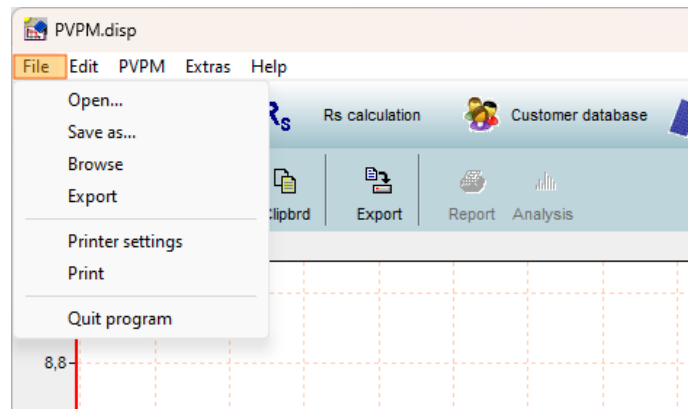 PVPM.disp
File Edit PVPM Extras Help
Open...
Save as...
Browse
Export
Printer settings
Print
Quit program
Rs Rs calculation Customer database
Export Report Analysis
8,8